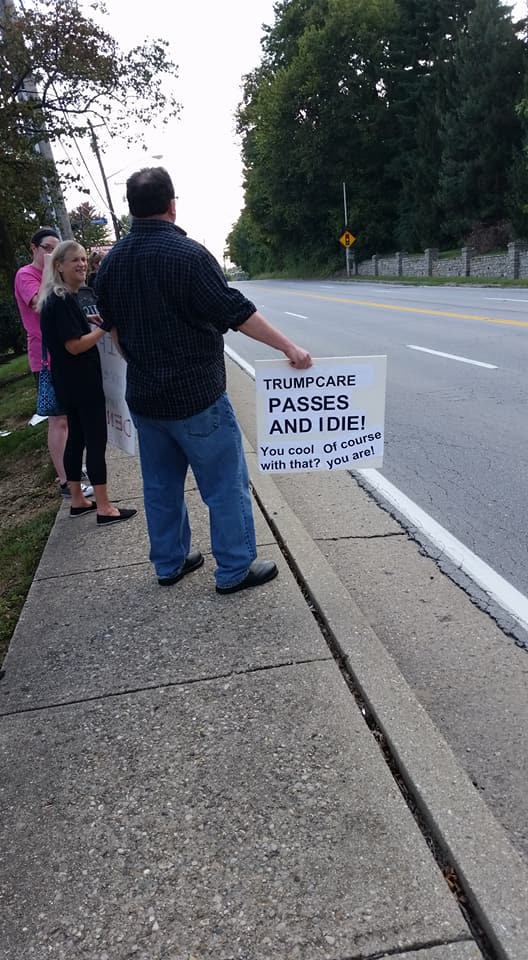 TRUMPCARE
PASSES
AND I DIE!
You cool Of course
with that? you are!